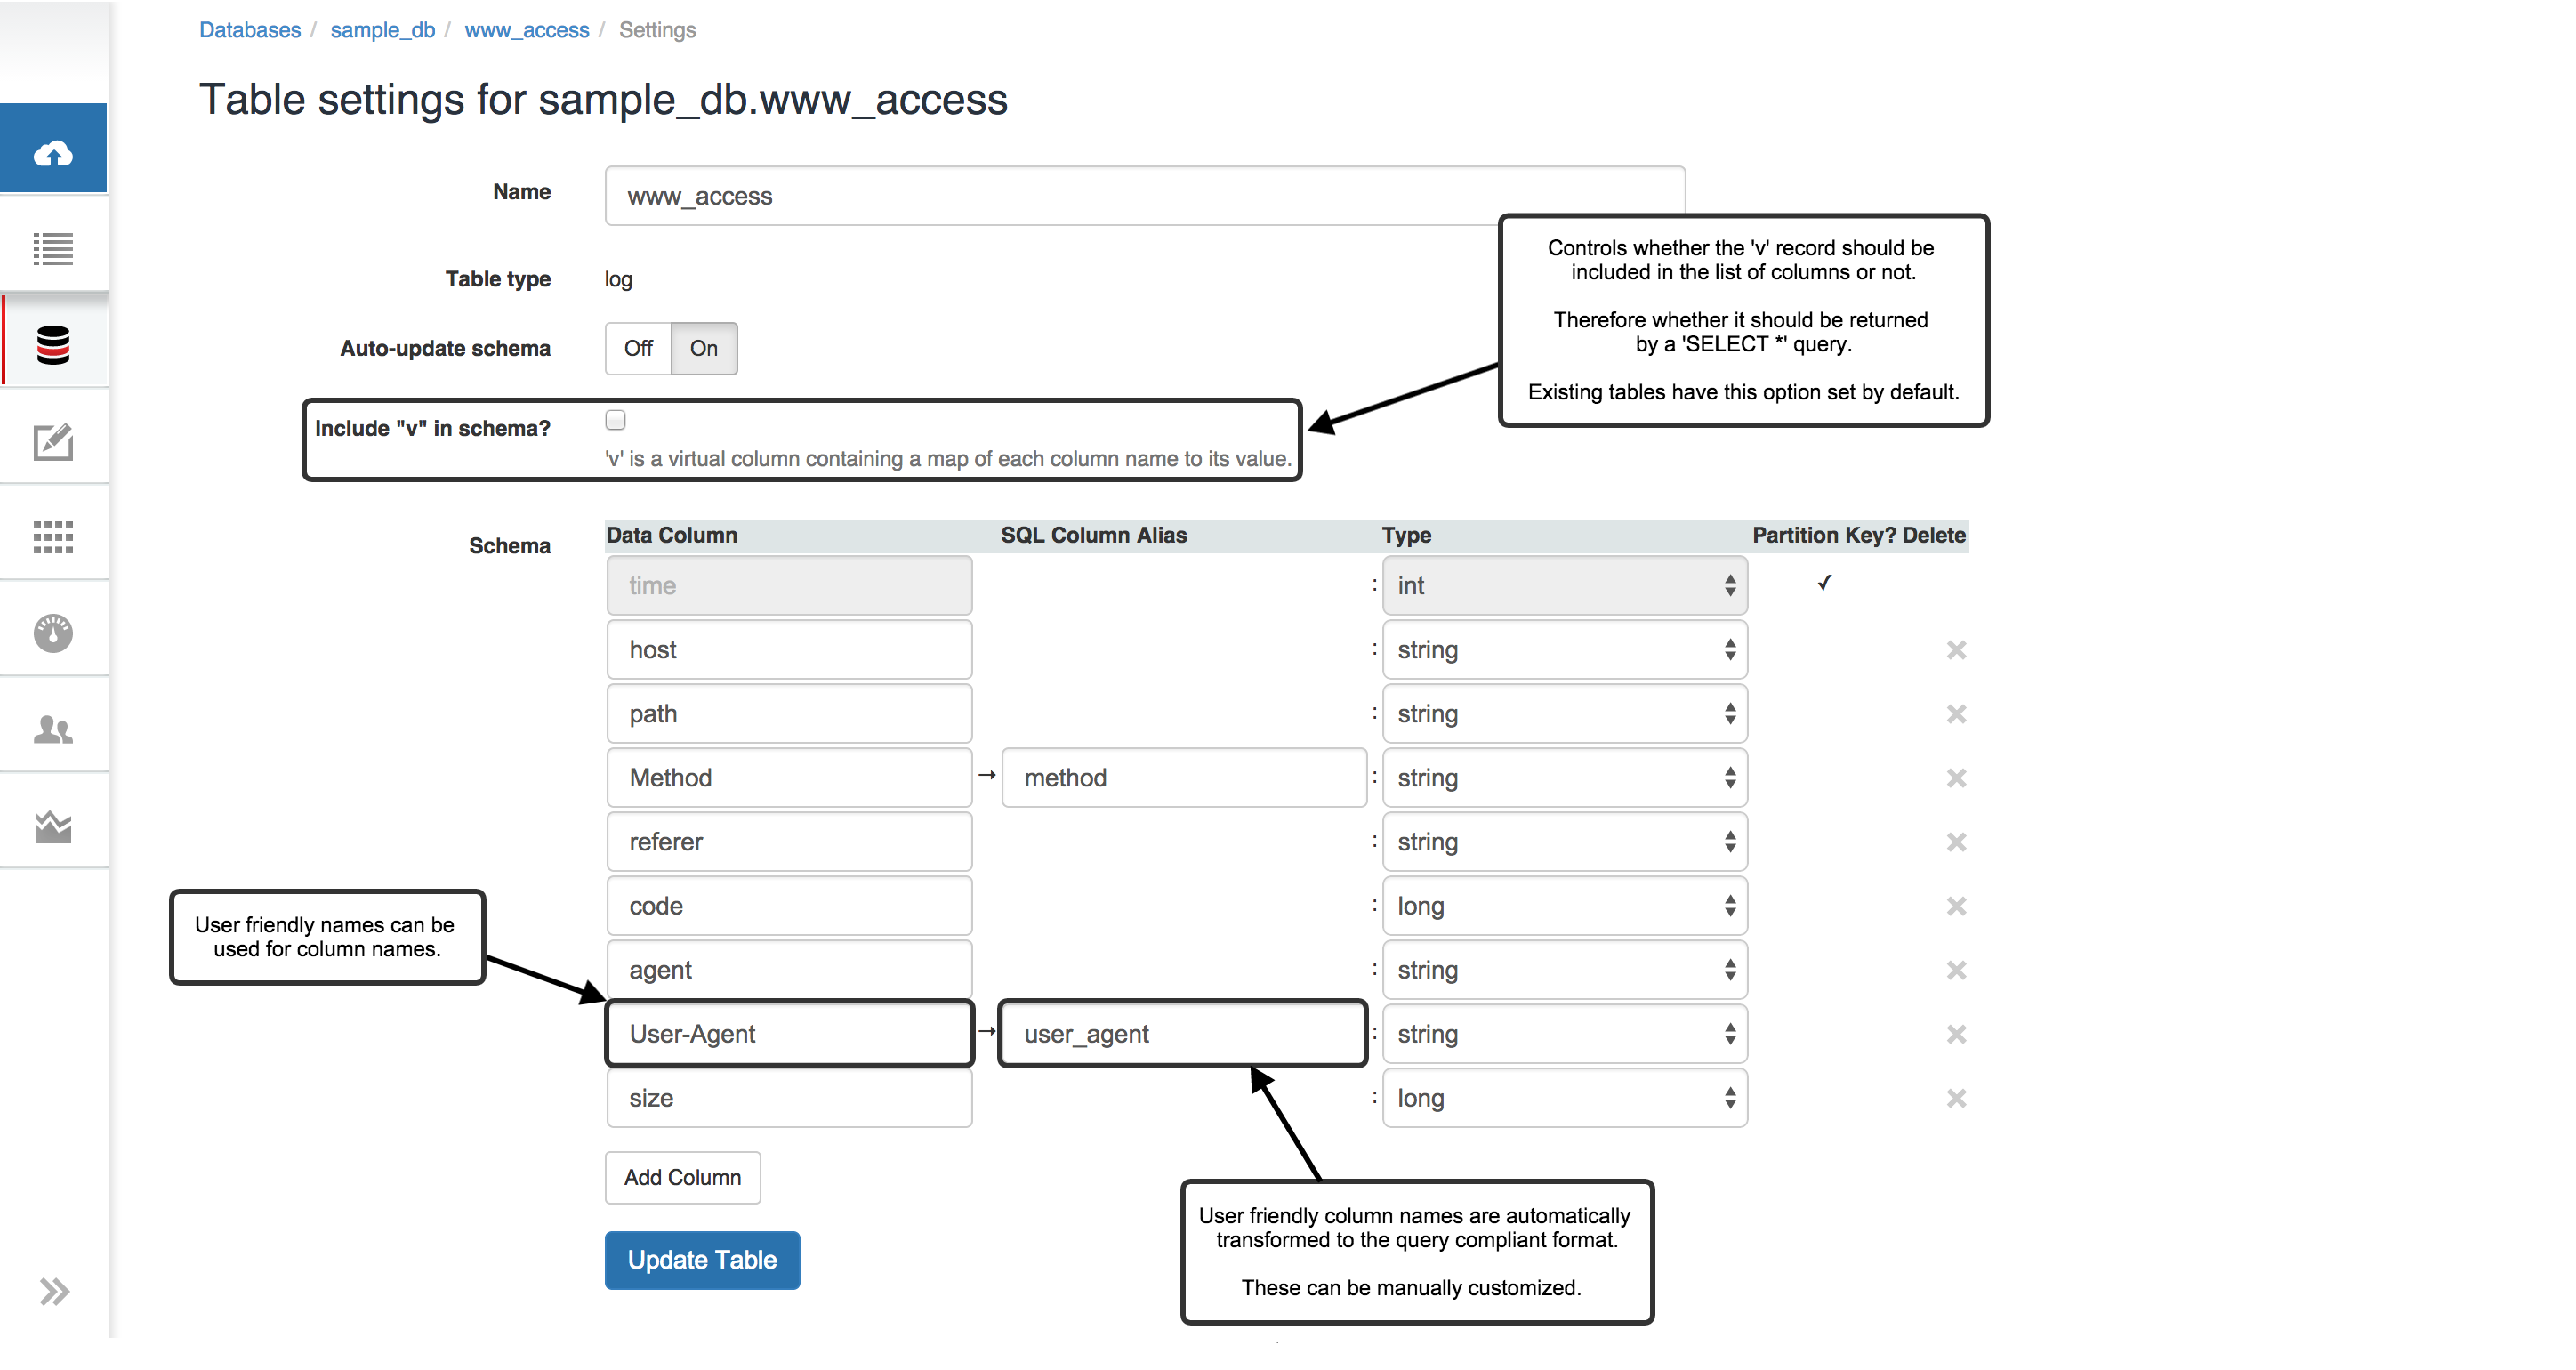 Databases / sample_db / www_access / Settings
Table settings for sample_db.www_access
Name www_access
Table type log
Auto-update schema Off On
Include "v" in schema?
'v' is a virtual column containing a map of each column name to its value.
Controls whether the 'v' record should be
included in the list of columns or not.
Therefore whether it should be returned
by a 'SELECT *' query.
Existing tables have this option set by default.
Schema Data Column SQL Column Alias Type Partition Key? Delete
time : int ✓
host : string
path : string
Method → method : string
referer : string
code : long
agent : string
User-Agent → user_agent : string
size : long
User friendly names can be
used for column names.
Add Column
Update Table
User friendly column names are automatically
transformed to the query compliant format.
These can be manually customized.